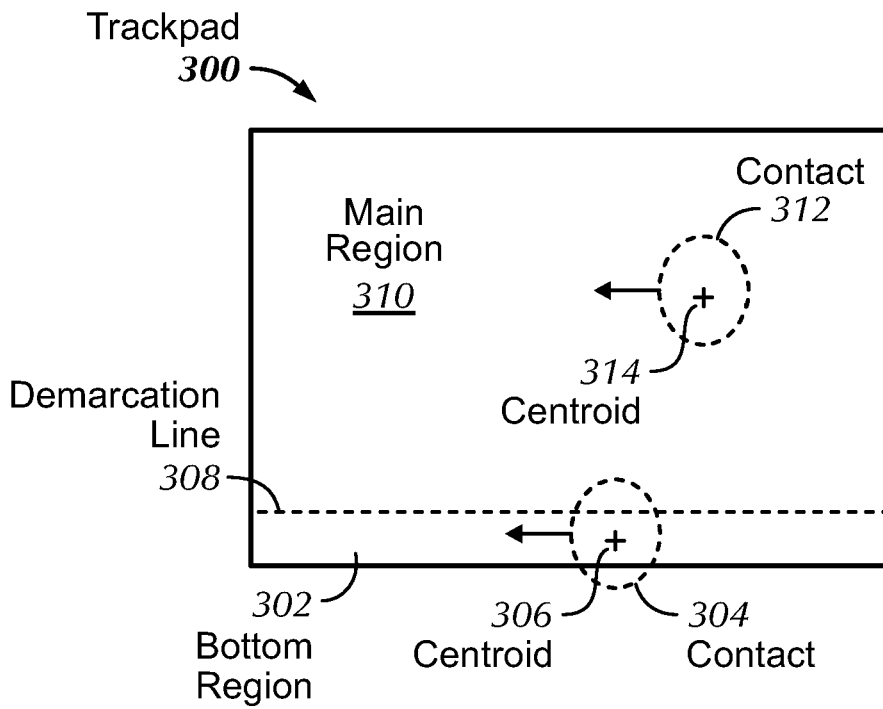 Trackpad
300
Contact
312
Main
Region
310
314
Centroid
Demarcation
Line
308
302
Bottom
Region
306
Centroid
304
Contact